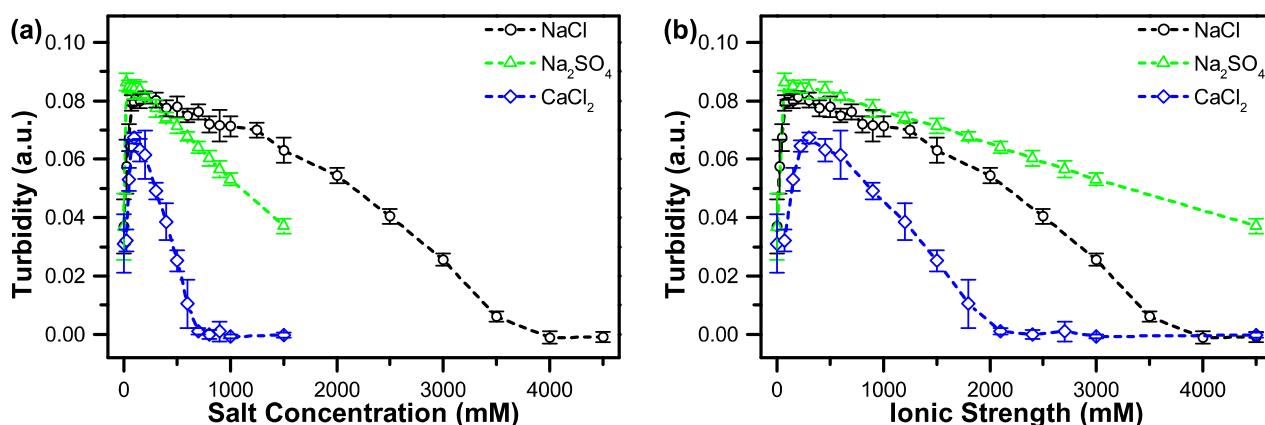 (a)
0.10
0.08
0.06
0.04
0.02
0.00
Turbidity (a.u.)
NaCl
Na₂SO₄
CaCl₂
0 1000 2000 3000 4000
Salt Concentration (mM)
(b)
0.10
0.08
0.06
0.04
0.02
0.00
Turbidity (a.u.)
NaCl
Na₂SO₄
CaCl₂
0 1000 2000 3000 4000
Ionic Strength (mM)